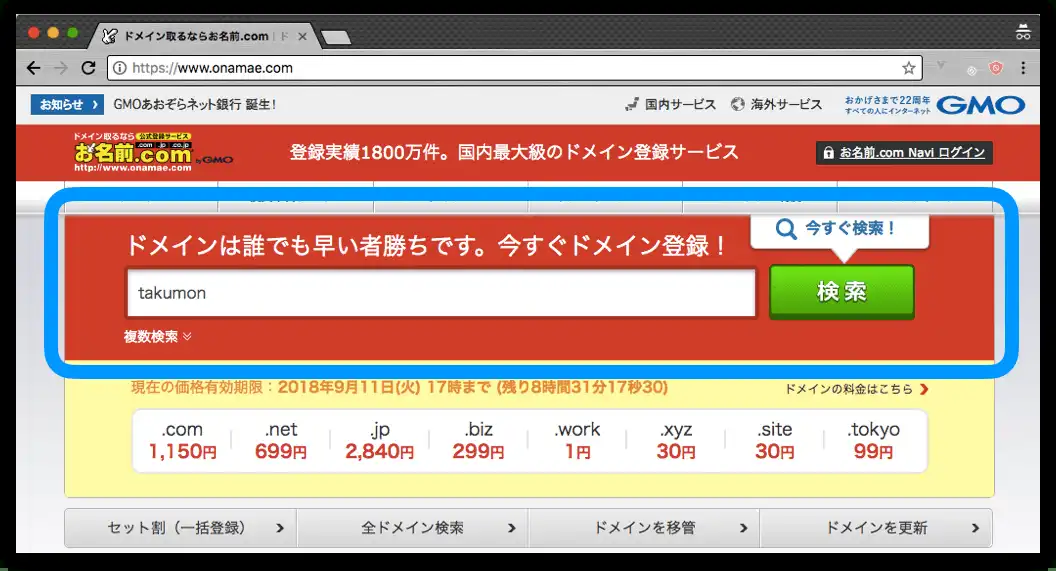 ドメイン取るならお名前.com | ド
https://www.onamae.com
お知らせ GMOあおぞらネット銀行 誕生!
国内サービス 海外サービス
おかげさまで22周年
すべての人にインターネット
GMO
ドメイン取るなら 公式登録サービス
.com .jp .co.jp
お名前.com by GMO
http://www.onamae.com
登録実績1800万件。国内最大級のドメイン登録サービス
お名前.com Navi ログイン
今すぐ検索!
ドメインは誰でも早い者勝ちです。今すぐドメイン登録!
takumon
検索
複数検索
現在の価格有効期限:2018年9月11日(火) 17時まで (残り8時間31分17秒30)
ドメインの料金はこちら
.com .net .jp .biz .work .xyz .site .tokyo
1,150円 699円 2,840円 299円 1円 30円 30円 99円
セット割(一括登録) 全ドメイン検索 ドメインを移管 ドメインを更新